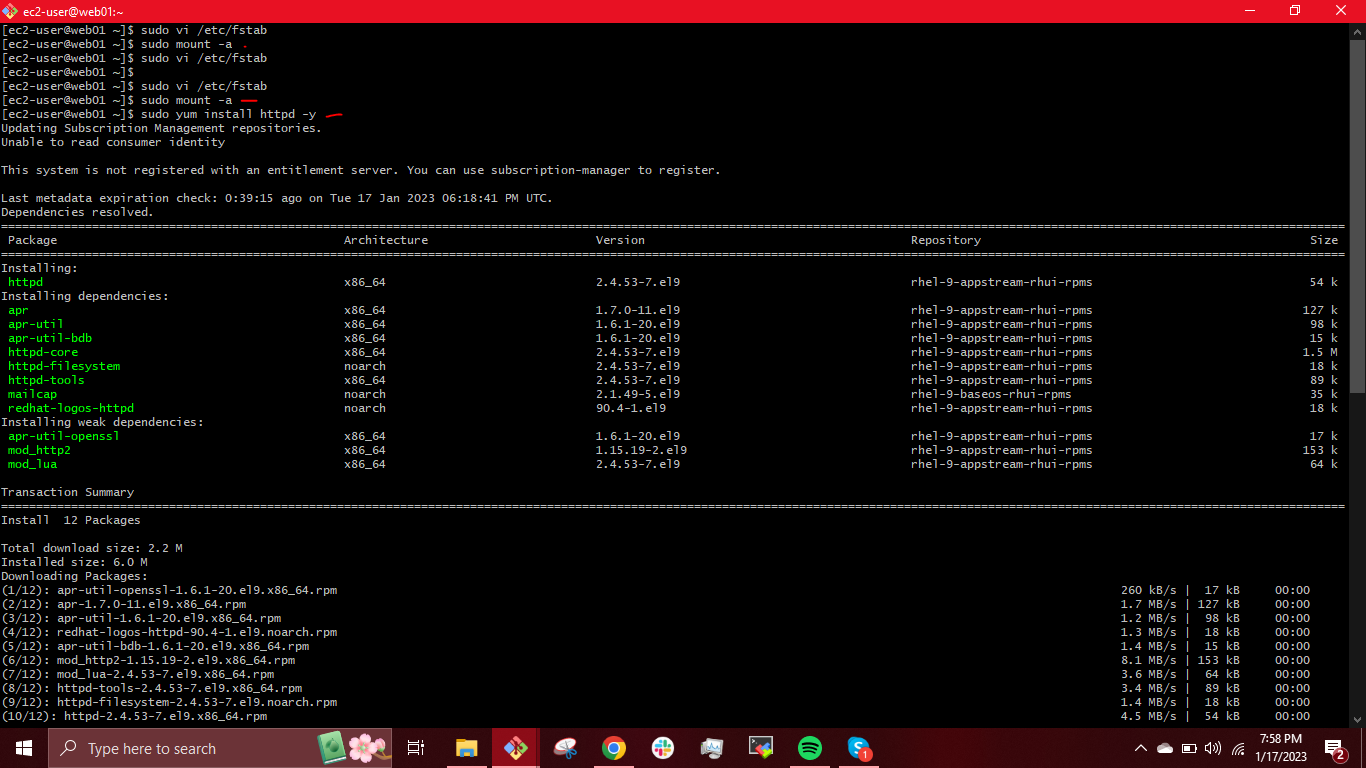 ec2-user@web01:~
[ec2-user@web01 ~]$ sudo vi /etc/fstab
[ec2-user@web01 ~]$ sudo mount -a
[ec2-user@web01 ~]$ sudo vi /etc/fstab
[ec2-user@web01 ~]$
[ec2-user@web01 ~]$ sudo vi /etc/fstab
[ec2-user@web01 ~]$ sudo mount -a
[ec2-user@web01 ~]$ sudo yum install httpd -y
Updating Subscription Management repositories.
Unable to read consumer identity
This system is not registered with an entitlement server. You can use subscription-manager to register.
Last metadata expiration check: 0:39:15 ago on Tue 17 Jan 2023 06:18:41 PM UTC.
Dependencies resolved.
Package Architecture Version Repository Size
Installing:
httpd x86_64 2.4.53-7.el9 rhel-9-appstream-rhui-rpms 54 k
Installing dependencies:
apr x86_64 1.7.0-11.el9 rhel-9-appstream-rhui-rpms 127 k
apr-util x86_64 1.6.1-20.el9 rhel-9-appstream-rhui-rpms 98 k
apr-util-bdb x86_64 1.6.1-20.el9 rhel-9-appstream-rhui-rpms 15 k
httpd-core x86_64 2.4.53-7.el9 rhel-9-appstream-rhui-rpms 1.5 M
httpd-filesystem noarch 2.4.53-7.el9 rhel-9-appstream-rhui-rpms 18 k
httpd-tools x86_64 2.4.53-7.el9 rhel-9-appstream-rhui-rpms 89 k
mailcap noarch 2.1.49-5.el9 rhel-9-baseos-rhui-rpms 35 k
redhat-logos-httpd noarch 90.4-1.el9 rhel-9-appstream-rhui-rpms 18 k
Installing weak dependencies:
apr-util-openssl x86_64 1.6.1-20.el9 rhel-9-appstream-rhui-rpms 17 k
mod_http2 x86_64 1.15.19-2.el9 rhel-9-appstream-rhui-rpms 153 k
mod_lua x86_64 2.4.53-7.el9 rhel-9-appstream-rhui-rpms 64 k
Transaction Summary
Install 12 Packages
Total download size: 2.2 M
Installed size: 6.0 M
Downloading Packages:
(1/12): apr-util-openssl-1.6.1-20.el9.x86_64.rpm 260 kB/s | 17 kB 00:00
(2/12): apr-1.7.0-11.el9.x86_64.rpm 1.7 MB/s | 127 kB 00:00
(3/12): apr-util-1.6.1-20.el9.x86_64.rpm 1.2 MB/s | 98 kB 00:00
(4/12): redhat-logos-httpd-90.4-1.el9.noarch.rpm 1.3 MB/s | 18 kB 00:00
(5/12): apr-util-bdb-1.6.1-20.el9.x86_64.rpm 1.4 MB/s | 15 kB 00:00
(6/12): mod_http2-1.15.19-2.el9.x86_64.rpm 8.1 MB/s | 153 kB 00:00
(7/12): mod_lua-2.4.53-7.el9.x86_64.rpm 3.6 MB/s | 64 kB 00:00
(8/12): httpd-tools-2.4.53-7.el9.x86_64.rpm 3.4 MB/s | 89 kB 00:00
(9/12): httpd-filesystem-2.4.53-7.el9.noarch.rpm 1.4 MB/s | 18 kB 00:00
(10/12): httpd-2.4.53-7.el9.x86_64.rpm 4.5 MB/s | 54 kB 00:00
Type here to search
1
7:58 PM
1/17/2023
2